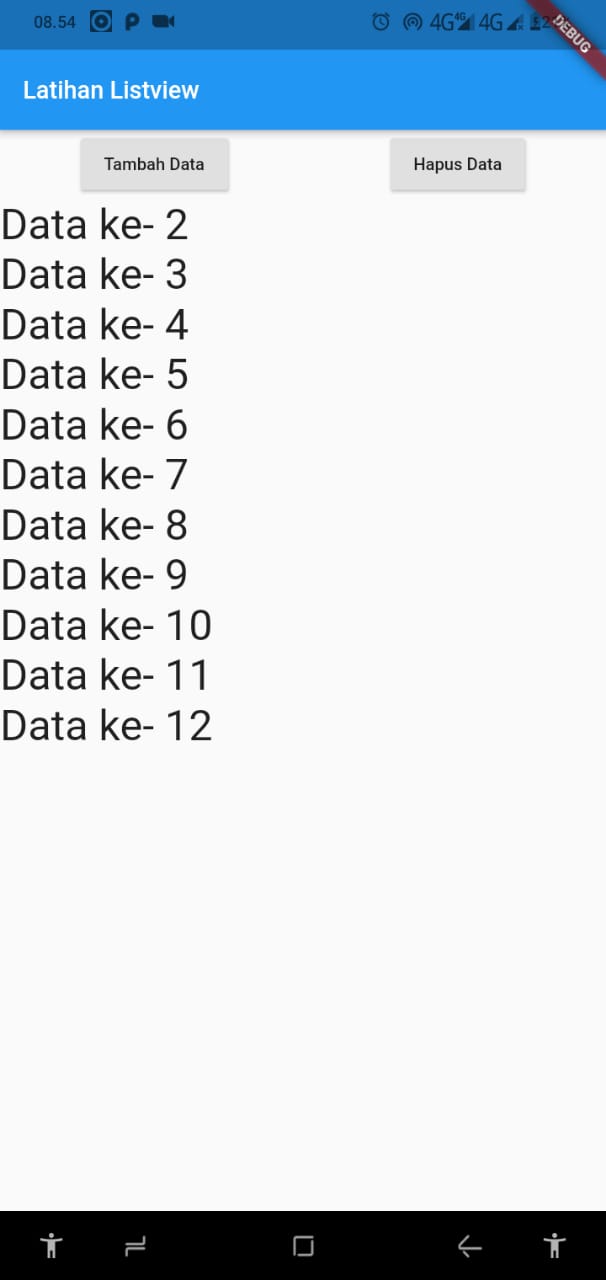 08.54 4G 4G 4G DEBUG
Latihan Listview
Tambah Data Hapus Data
Data ke- 2
Data ke- 3
Data ke- 4
Data ke- 5
Data ke- 6
Data ke- 7
Data ke- 8
Data ke- 9
Data ke- 10
Data ke- 11
Data ke- 12